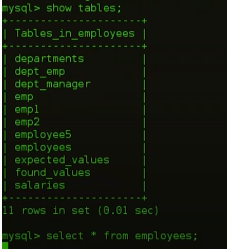 mysql> show tables;
+---------------------+
| Tables_in_employees |
+---------------------+
| departments |
| dept_emp |
| dept_manager |
| emp |
| emp1 |
| emp2 |
| employee5 |
| employees |
| expected_values |
| found_values |
| salaries |
+---------------------+
11 rows in set (0.01 sec)
mysql> select * from employees;